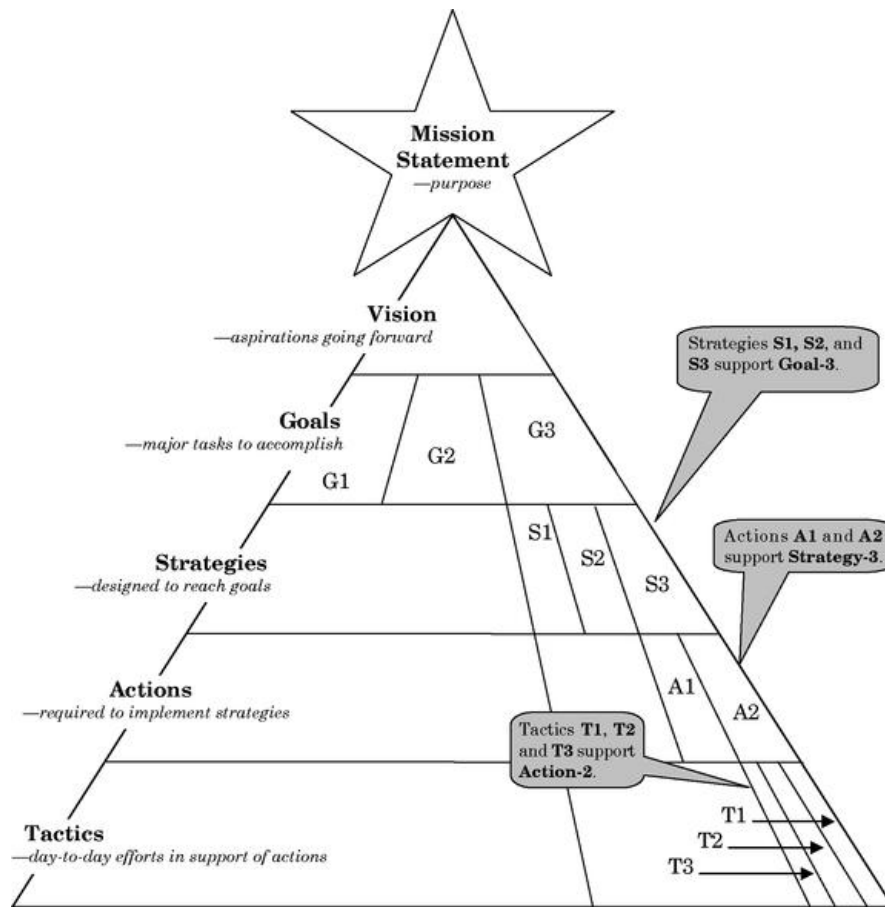 Mission
Statement
—purpose
Vision
—aspirations going forward
Strategies S1, S2, and
S3 support Goal-3.
Goals
—major tasks to accomplish
G1
G2
G3
Strategies
—designed to reach goals
S1
S2
S3
Actions A1 and A2
support Strategy-3.
Actions
—required to implement strategies
A1
A2
Tactics T1, T2
and T3 support
Action-2.
Tactics
—day-to-day efforts in support of actions
T1
T2
T3